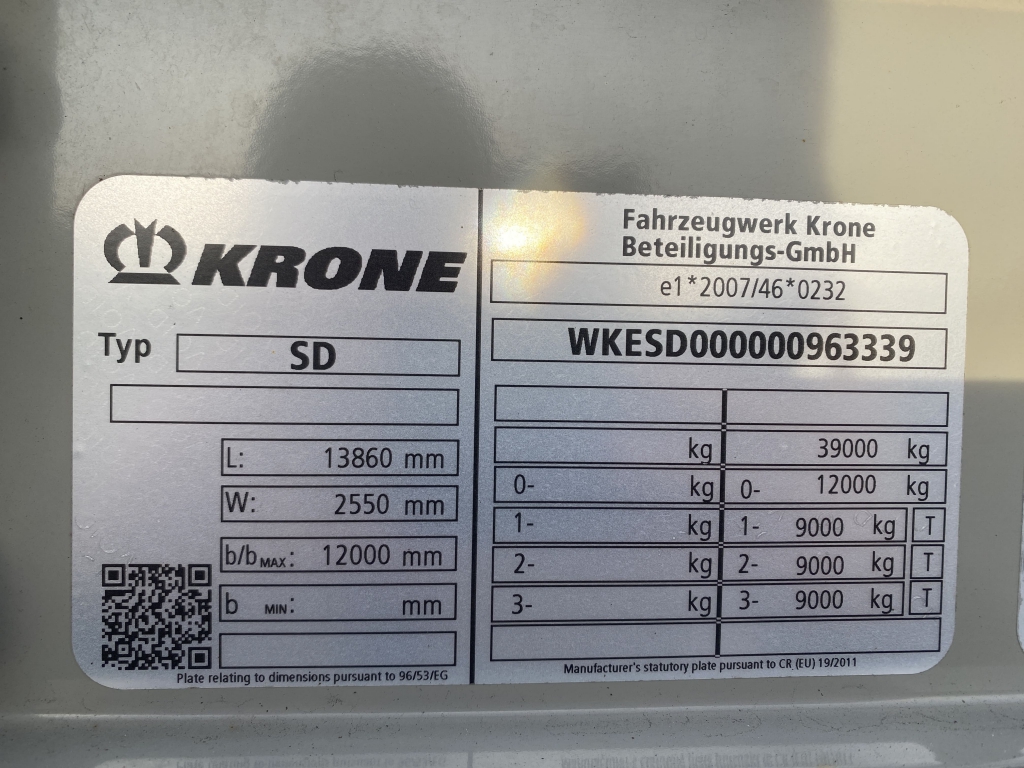 KRONE
Typ SD
L: 13860 mm
W: 2550 mm
b/b MAX: 12000 mm
b MIN: mm
Plate relating to dimensions pursuant to 96/53/EG
Fahrzeugwerk Krone
Beteiligungs-GmbH
e1*2007/46*0232
WKESD000000963339
kg 39000 kg
0- kg 0- 12000 kg
1- kg 1- 9000 kg T
2- kg 2- 9000 kg T
3- kg 3- 9000 kg T
Manufacturer's statutory plate pursuant to CR (EU) 19/2011